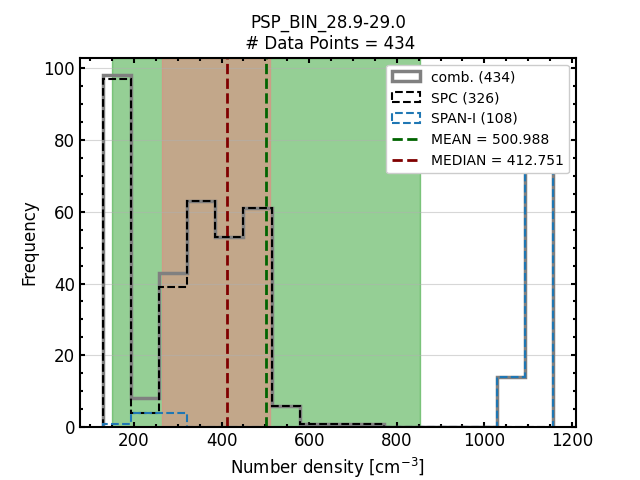 PSP_BIN_28.9-29.0
# Data Points = 434
comb. (434)
SPC (326)
SPAN-I (108)
MEAN = 500.988
MEDIAN = 412.751
Frequency
100
80
60
40
20
0
200
400
600
800
1000
1200
Number density [cm⁻³]